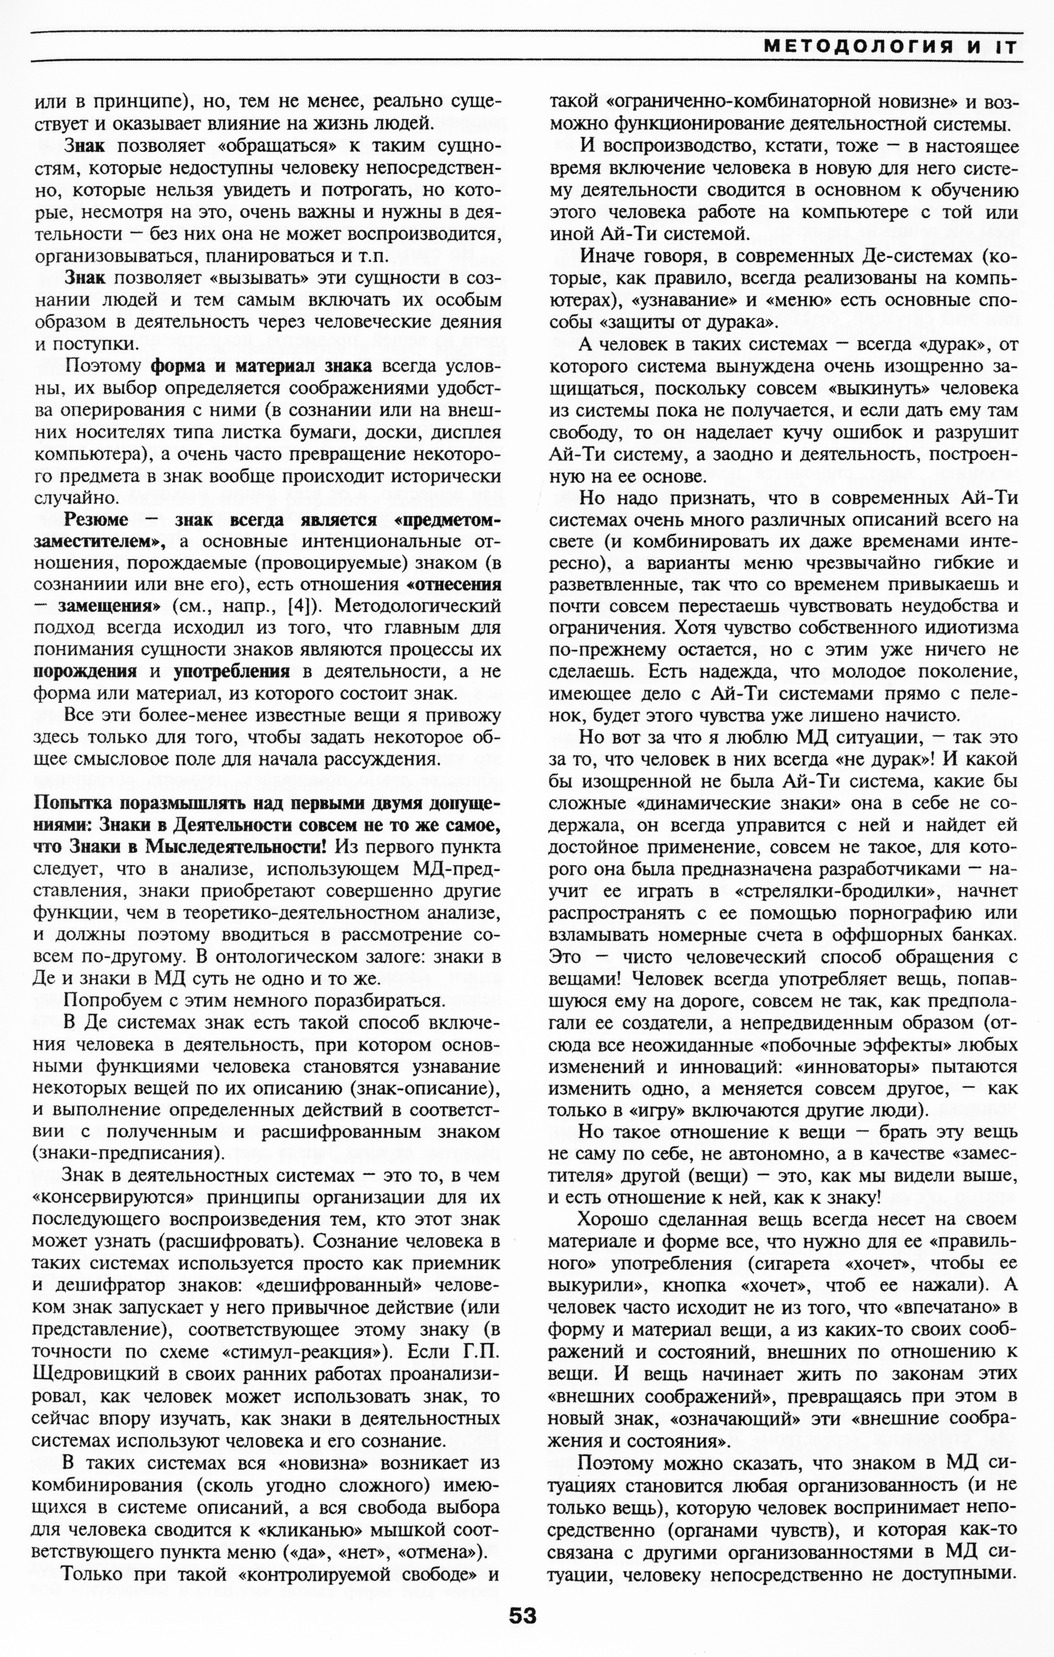 МЕТОДОЛОГИЯ И IT
или в принципе), но, тем не менее, реально суще-
ствует и оказывает влияние на жизнь людей.
Знак позволяет «обращаться» к таким сущно-
стям, которые недоступны человеку непосредствен-
но, которые нельзя увидеть и потрогать, но кото-
рые, несмотря на это, очень важны и нужны в дея-
тельности — без них она не может воспроизводится,
организовываться, планироваться и т.п.
Знак позволяет «вызывать» эти сущности в соз-
нании людей и тем самым включать их особым
образом в деятельность через человеческие деяния
и поступки.
Поэтому форма и материал знака всегда услов-
ны, их выбор определяется соображениями удобст-
ва оперирования с ними (в сознании или на внеш-
них носителях типа листка бумаги, доски, дисплея
компьютера), а очень часто превращение некоторо-
го предмета в знак вообще происходит исторически
случайно.
Резюме — знак всегда является «предметом-
заместителем», а основные интенциональные от-
ношения, порождаемые (провоцируемые) знаком (в
сознаниии или вне его), есть отношения «отнесения
— замещения» (см., напр., [4]). Методологический
подход всегда исходил из того, что главным для
понимания сущности знаков являются процессы их
порождения и употребления в деятельности, а не
форма или материал, из которого состоит знак.
Все эти более-менее известные вещи я привожу
здесь только для того, чтобы задать некоторое об-
щее смысловое поле для начала рассуждения.
Попытка поразмышлять над первыми двумя допуще-
ниями: Знаки в Деятельности совсем не то же самое,
что Знаки в Мыследеятельности! Из первого пункта
следует, что в анализе, использующем МД-пред-
ставления, знаки приобретают совершенно другие
функции, чем в теоретико-деятельностном анализе,
и должны поэтому вводиться в рассмотрение со-
всем по-другому. В онтологическом залоге: знаки в
Де и знаки в МД суть не одно и то же.
Попробуем с этим немного поразбираться.
В Де системах знак есть такой способ включе-
ния человека в деятельность, при котором основ-
ными функциями человека становятся узнавание
некоторых вещей по их описанию (знак-описание),
и выполнение определенных действий в соответст-
вии с полученным и расшифрованным знаком
(знаки-предписания).
Знак в деятельностных системах — это то, в чем
«консервируются» принципы организации для их
последующего воспроизведения тем, кто этот знак
может узнать (расшифровать). Сознание человека в
таких системах используется просто как приемник
и дешифратор знаков: «дешифрованный» челове-
ком знак запускает у него привычное действие (или
представление), соответствующее этому знаку (в
точности по схеме «стимул-реакция»). Если Г.П.
Щедровицкий в своих ранних работах проанализи-
ровал, как человек может использовать знак, то
сейчас впору изучать, как знаки в деятельностных
системах используют человека и его сознание.
В таких системах вся «новизна» возникает из
комбинирования (сколь угодно сложного) имею-
щихся в системе описаний, а вся свобода выбора
для человека сводится к «кликанью» мышкой соот-
ветствующего пункта меню («да», «нет», «отмена»).
Только при такой «контролируемой свободе» и
такой «ограниченно-комбинаторной новизне» и воз-
можно функционирование деятельностной системы.
И воспроизводство, кстати, тоже — в настоящее
время включение человека в новую для него систе-
му деятельности сводится в основном к обучению
этого человека работе на компьютере с той или
иной Ай-Ти системой.
Иначе говоря, в современных Де-системах (ко-
торые, как правило, всегда реализованы на компь-
ютерах), «узнавание» и «меню» есть основные спо-
собы «защиты от дурака».
А человек в таких системах — всегда «дурак», от
которого система вынуждена очень изощренно за-
щищаться, поскольку совсем «выкинуть» человека
из системы пока не получается, и если дать ему там
свободу, то он наделает кучу ошибок и разрушит
Ай-Ти систему, а заодно и деятельность, построен-
ную на ее основе.
Но надо признать, что в современных Ай-Ти
системах очень много различных описаний всего на
свете (и комбинировать их даже временами инте-
ресно), а варианты меню чрезвычайно гибкие и
разветвленные, так что со временем привыкаешь и
почти совсем перестаешь чувствовать неудобства и
ограничения. Хотя чувство собственного идиотизма
по-прежнему остается, но с этим уже ничего не
сделаешь. Есть надежда, что молодое поколение,
имеющее дело с Ай-Ти системами прямо с пеле-
нок, будет этого чувства уже лишено начисто.
Но вот за что я люблю МД ситуации, — так это
за то, что человек в них всегда «не дурак»! И какой
бы изощренной не была Ай-Ти система, какие бы
сложные «динамические знаки» она в себе не со-
держала, он всегда управится с ней и найдет ей
достойное применение, совсем не такое, для кото-
рого она была предназначена разработчиками — на-
учит ее играть в «стрелялки-бродилки», начнет
распространять с ее помощью порнографию или
взламывать номерные счета в оффшорных банках.
Это — чисто человеческий способ обращения с
вещами! Человек всегда употребляет вещь, попав-
шуюся ему на дороге, совсем не так, как предпола-
гали ее создатели, а непредвиденным образом (от-
сюда все неожиданные «побочные эффекты» любых
изменений и инноваций: «инноваторы» пытаются
изменить одно, а меняется совсем другое, — как
только в «игру» включаются другие люди).
Но такое отношение к вещи — брать эту вещь
не саму по себе, не автономно, а в качестве «замес-
тителя» другой (вещи) — это, как мы видели выше,
и есть отношение к ней, как к знаку!
Хорошо сделанная вещь всегда несет на своем
материале и форме все, что нужно для ее «правиль-
ного» употребления (сигарета «хочет», чтобы ее
выкурили», кнопка «хочет», чтоб ее нажали). А
человек часто исходит не из того, что «впечатано» в
форму и материал вещи, а из каких-то своих сооб-
ражений и состояний, внешних по отношению к
вещи. И вещь начинает жить по законам этих
«внешних соображений», превращаясь при этом в
новый знак, «означающий» эти «внешние сообра-
жения и состояния».
Поэтому можно сказать, что знаком в МД си-
туациях становится любая организованность (и не
только вещь), которую человек воспринимает непо-
средственно (органами чувств), и которая как-то
связана с другими организованностями в МД си-
туации, человеку непосредственно не доступными.
53